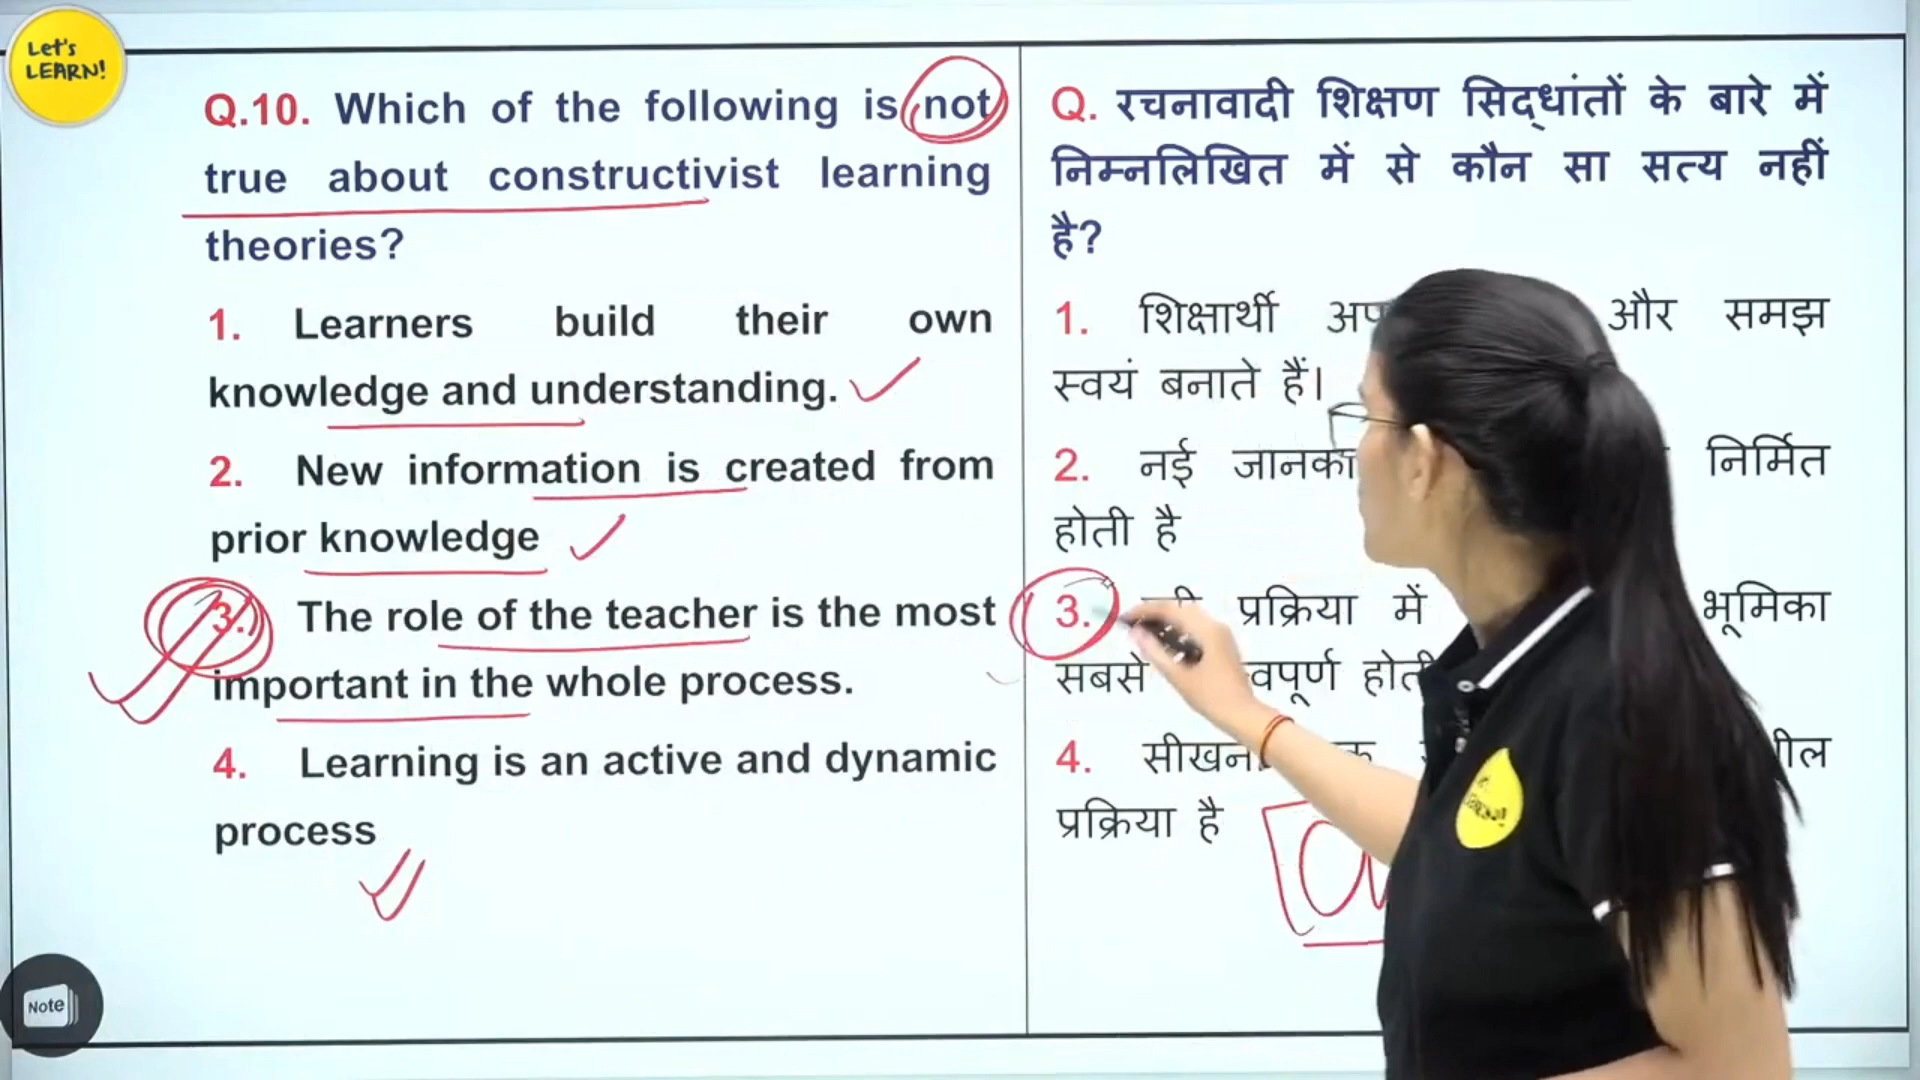 Let's
LEARN!
Q.10. Which of the following is not
true about constructivist learning
theories?
1. Learners build their own
knowledge and understanding.
2. New information is created from
prior knowledge
3. The role of the teacher is the most
important in the whole process.
4. Learning is an active and dynamic
process
Q. रचनावादी शिक्षण सिद्धांतों के बारे में
निम्नलिखित में से कौन सा सत्य नहीं
है?
1. शिक्षार्थी और समझ
स्वयं बनाते हैं।
2. नई निर्मित
होती है
3. प्रक्रिया में भूमिका
सबसे
4.
प्रक्रिया है
Note